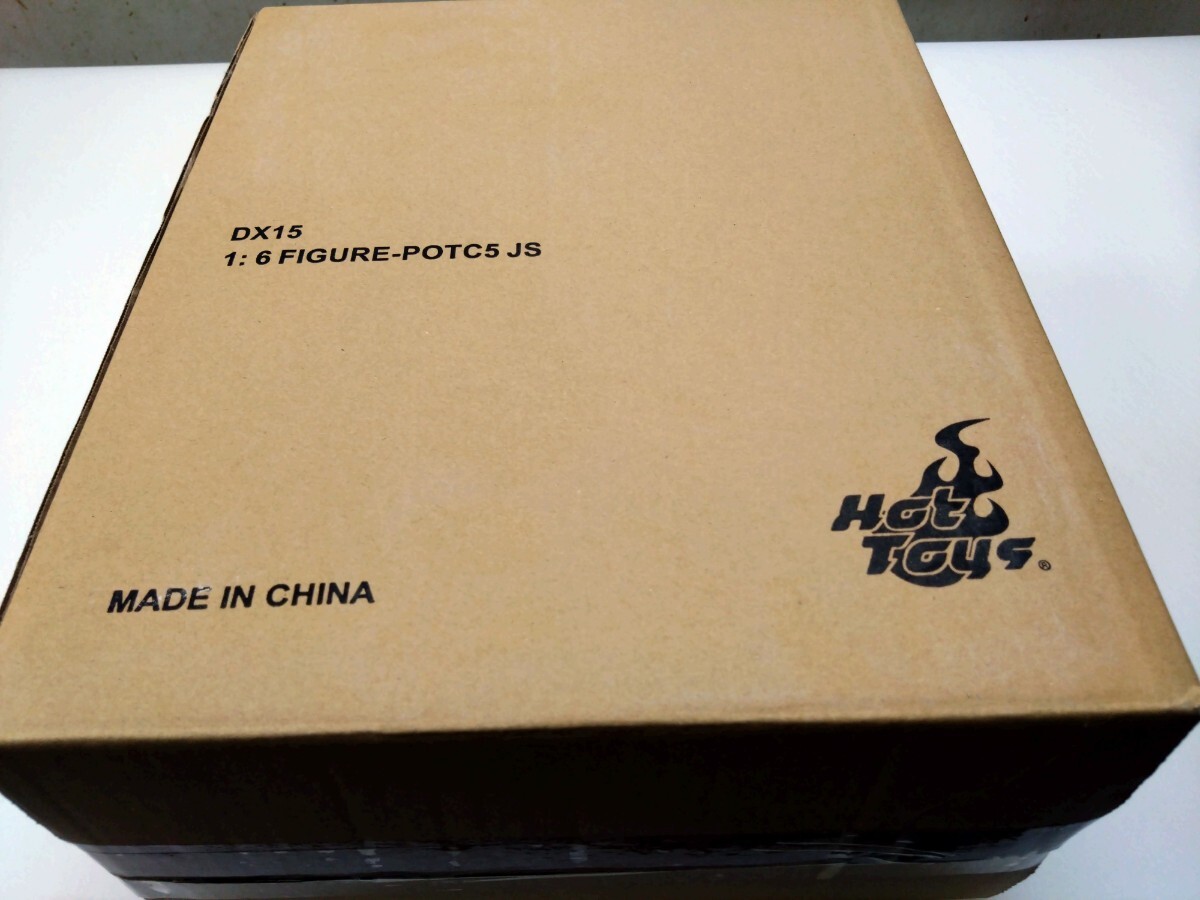 DX15
1: 6 FIGURE-POTC5 JS
Hot
Toys®
MADE IN CHINA